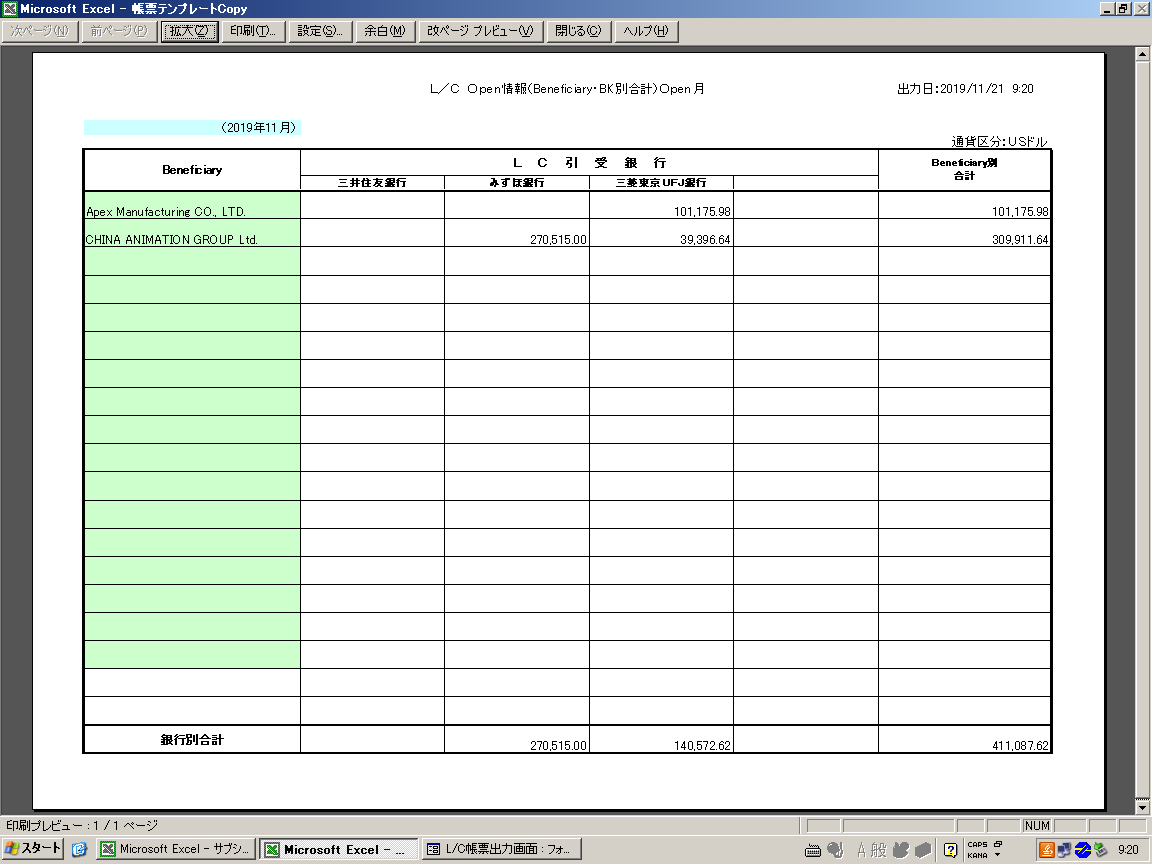 Microsoft Excel - 帳票テンプレートCopy
次ページ(N) 前ページ(P) 拡大(Z) 印刷(T)... 設定(S)... 余白(M) 改ページ プレビュー(V) 閉じる(C) ヘルプ(H)
L/C Open情報(Beneficiary・BK別合計)Open月 出力日:2019/11/21 9:20
(2019年11月)
通貨区分:USドル
Beneficiary LC引受銀行 Beneficiary別合計
三井住友銀行 みずほ銀行 三菱東京UFJ銀行
Apex Manufacturing CO., LTD. 101,175.98 101,175.98
CHINA ANIMATION GROUP Ltd. 270,515.00 39,396.64 309,911.64
銀行別合計 270,515.00 140,572.62 411,087.62
印刷プレビュー : 1 / 1 ページ NUM
スタート Microsoft Excel - サブシ... Microsoft Excel - ... L/C帳票出力画面 : フォ... A 般 CAPS KANA 9:20